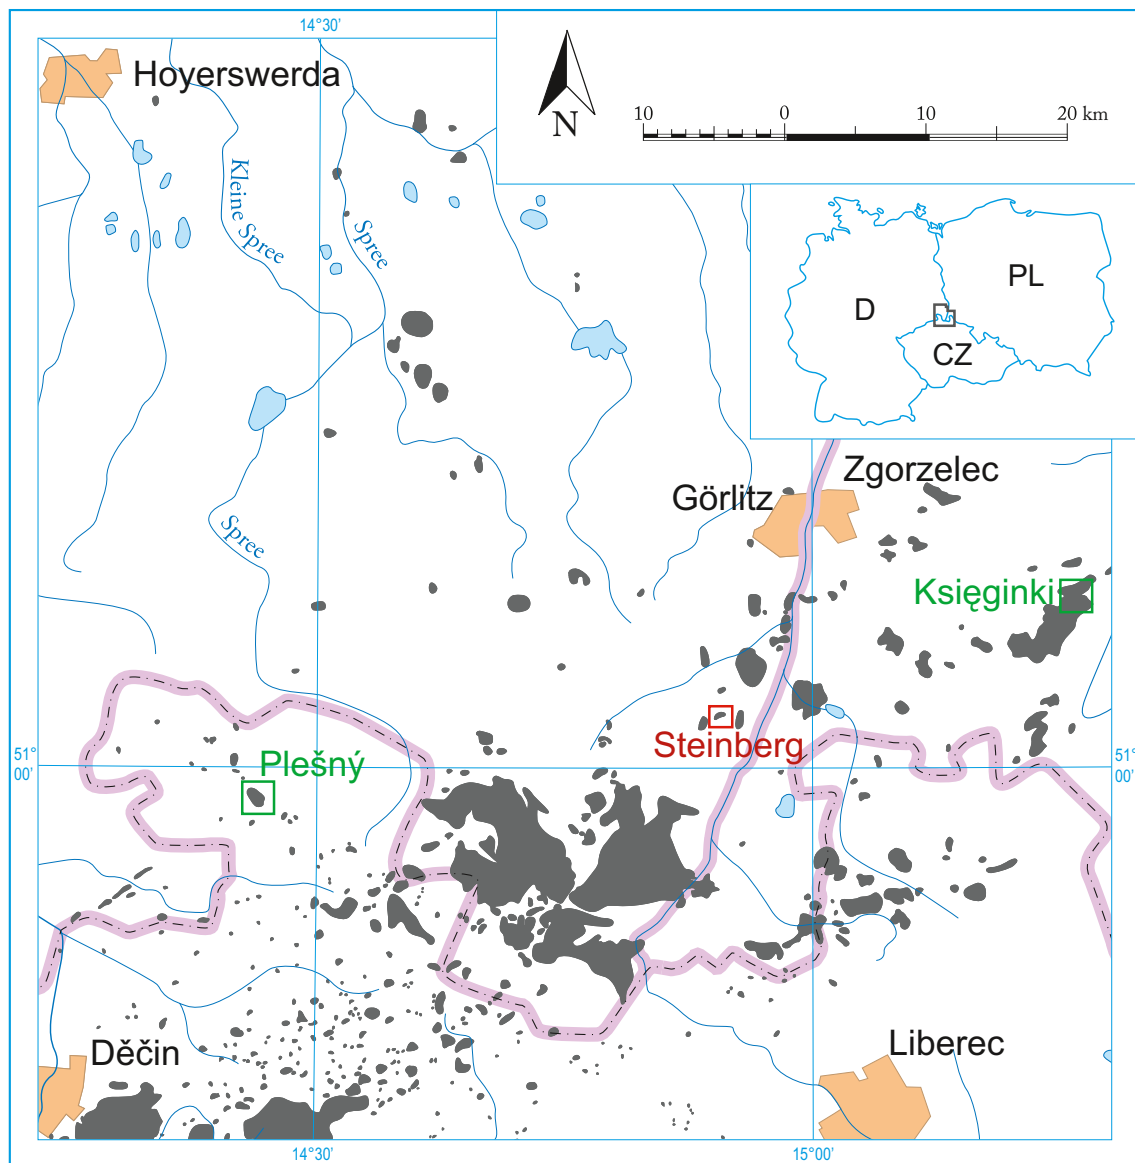 14°30'
Hoyerswerda
N
10
0
10
20 km
Kleine Spree
Spree
D
PL
CZ
Zgorzelec
Görlitz
Spree
Księginki
Steinberg
51°
00'
Plešný
51°
00'
Děčin
Liberec
14°30'
15°00'